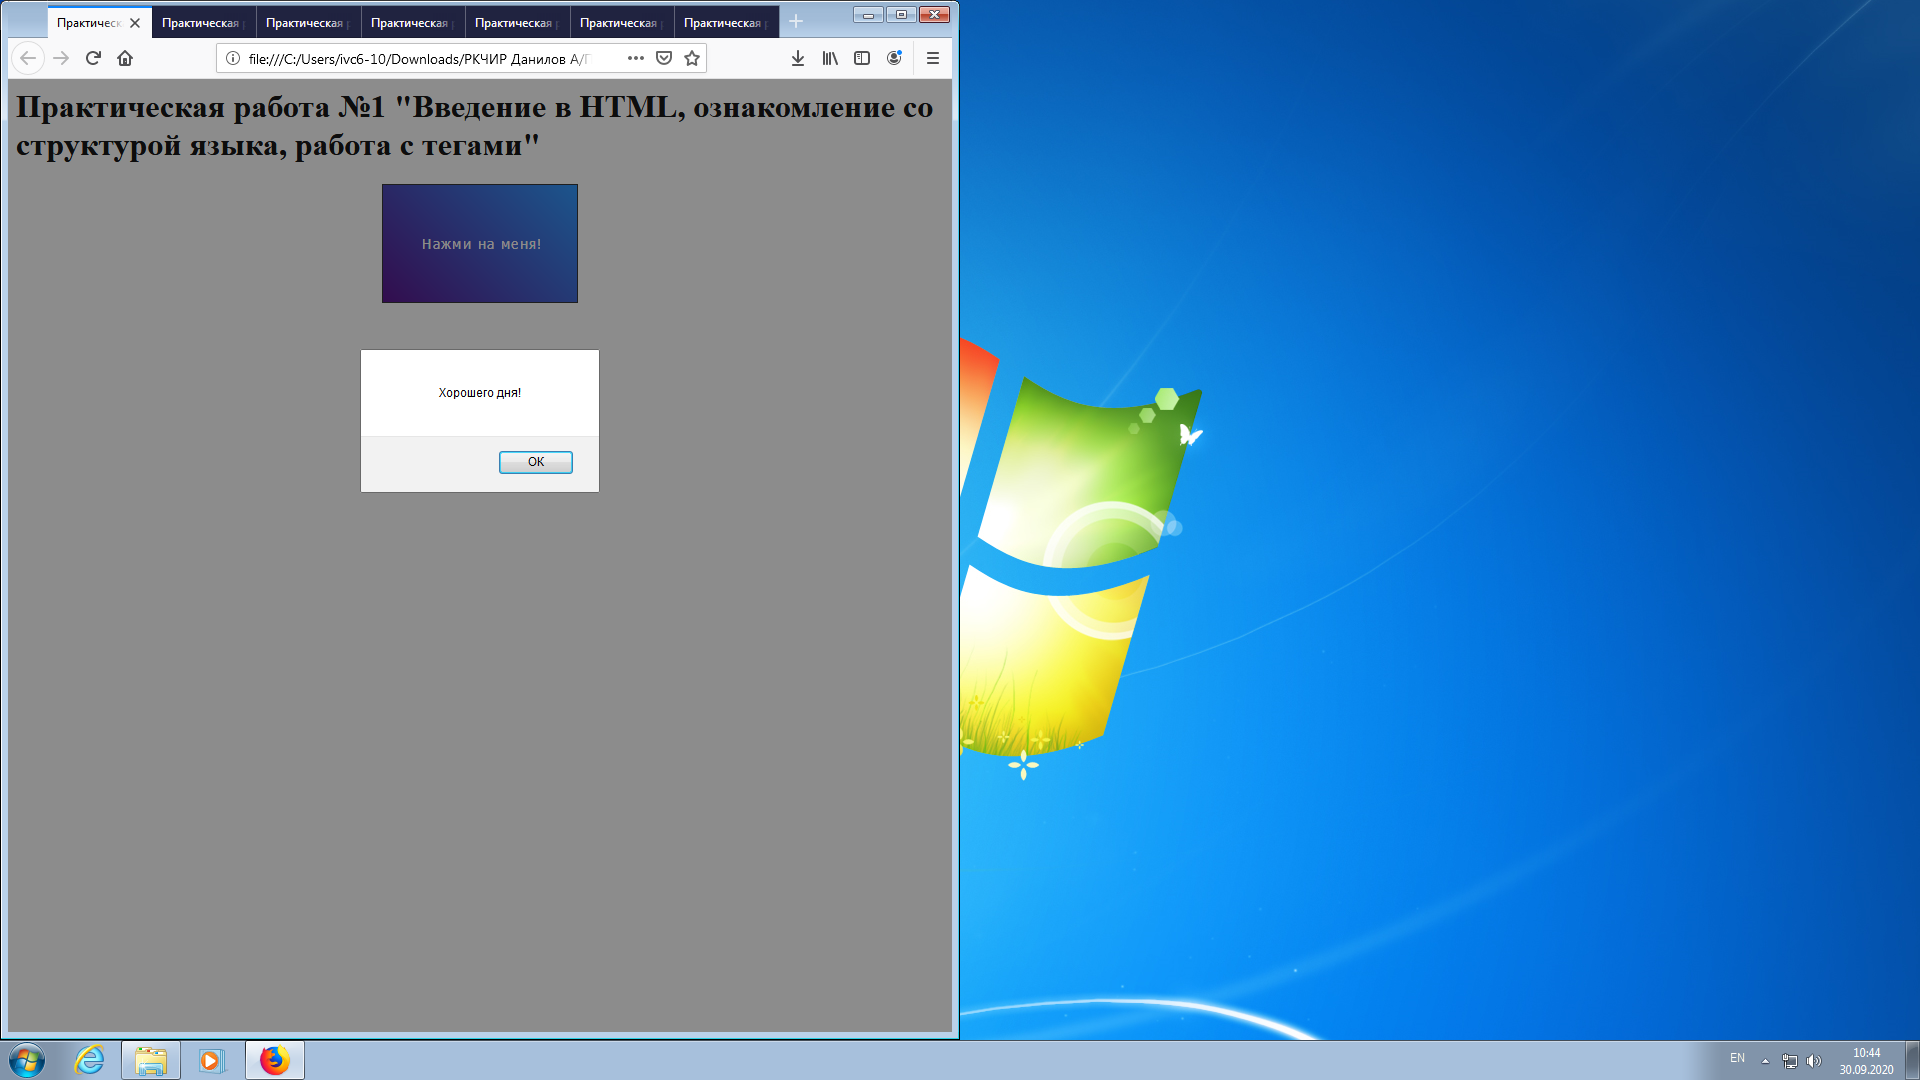 Практичес
Практическая
Практическая
Практическая
Практическая
Практическая
Практическая
file:///C:/Users/ivc6-10/Downloads/РКЧИР Данилов А/
Практическая работа №1 "Введение в HTML, ознакомление со
структурой языка, работа с тегами"
Нажми на меня!
Хорошего дня!
OK
EN
10:44
30.09.2020